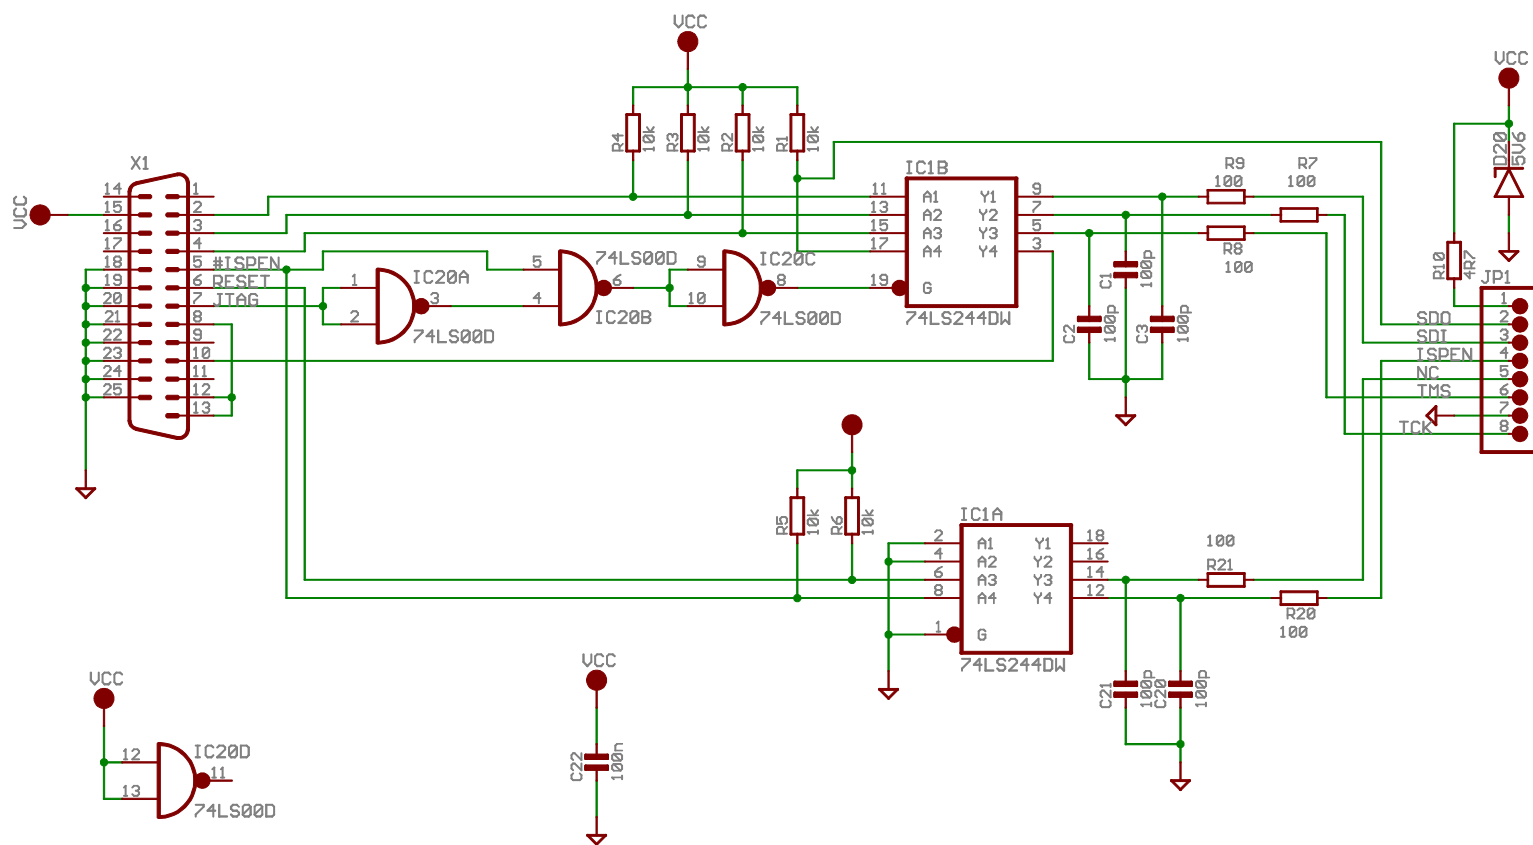 VCC
VCC
X1
14
15
16
17
18
19
20
21
22
23
24
25
1
2
3
4
5
6
7
8
9
10
11
12
13
VCC
#ISPEN
RESET
JTAG
R4
10k
R3
10k
R2
10k
R1
10k
1
2
IC20A
3
74LS00D
5
4
74LS00D
6
IC20B
9
10
IC20C
8
74LS00D
IC1B
11
13
15
17
19
A1
A2
A3
A4
G
Y1
Y2
Y3
Y4
9
7
5
3
74LS244DW
R9
100
R7
100
R8
100
C1
100p
C2
100p
C3
100p
D20
5V6
R10
4R7
JP1
SDO
SDI
ISPEN
NC
TMS
TCK
1
2
3
4
5
6
7
8
R5
10k
R6
10k
IC1A
2
4
6
8
1
A1
A2
A3
A4
G
Y1
Y2
Y3
Y4
18
16
14
12
74LS244DW
100
R21
R20
100
C21
100p
C20
100p
VCC
12
13
IC20D
11
74LS00D
VCC
C22
100n